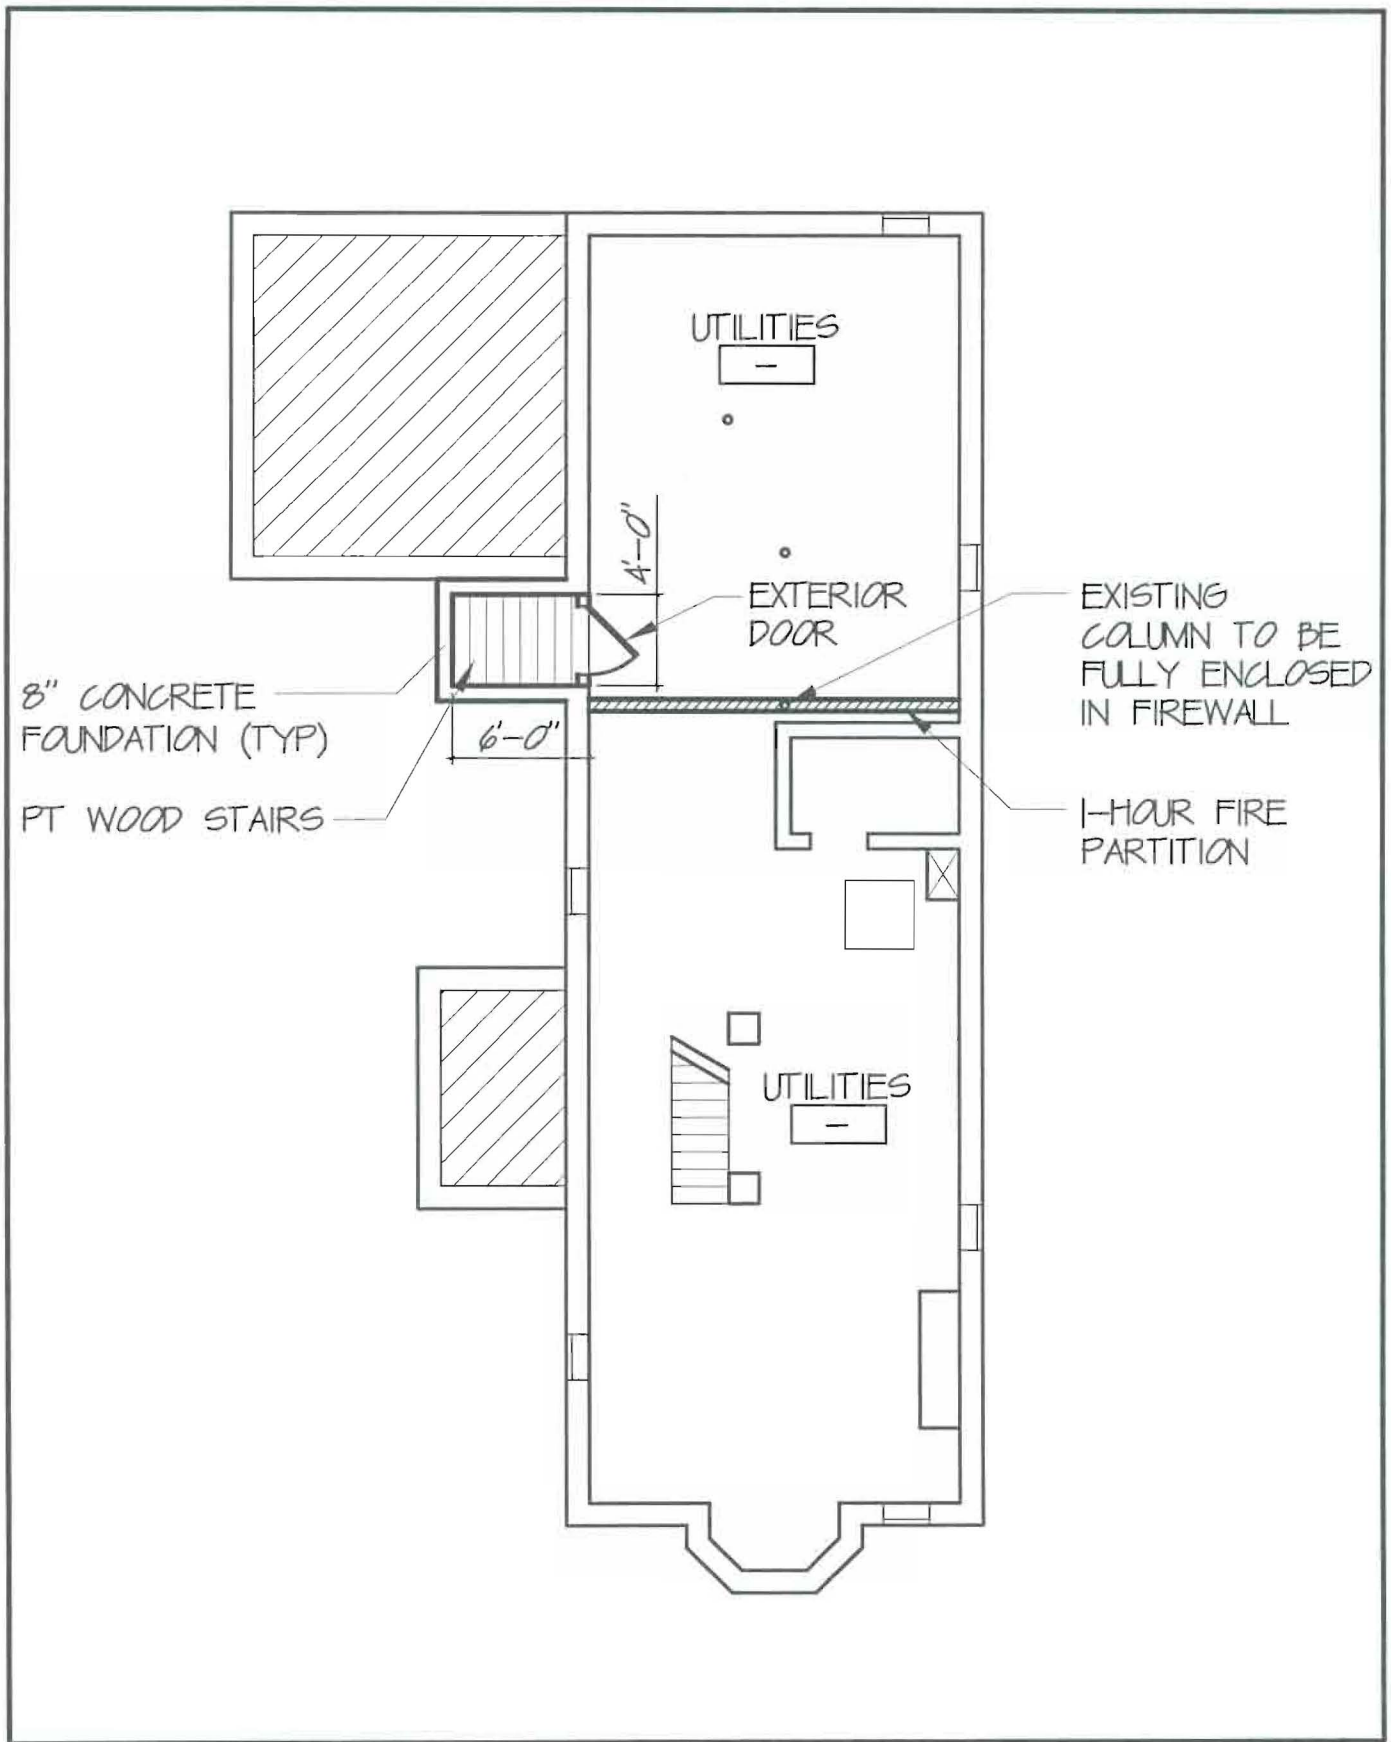 UTILITIES
-
4'-0"
EXTERIOR
DOOR
EXISTING
COLUMN TO BE
FULLY ENCLOSED
IN FIREWALL
8" CONCRETE
FOUNDATION (TYP)
6'-0"
PT WOOD STAIRS
1-HOUR FIRE
PARTITION
UTILITIES
-